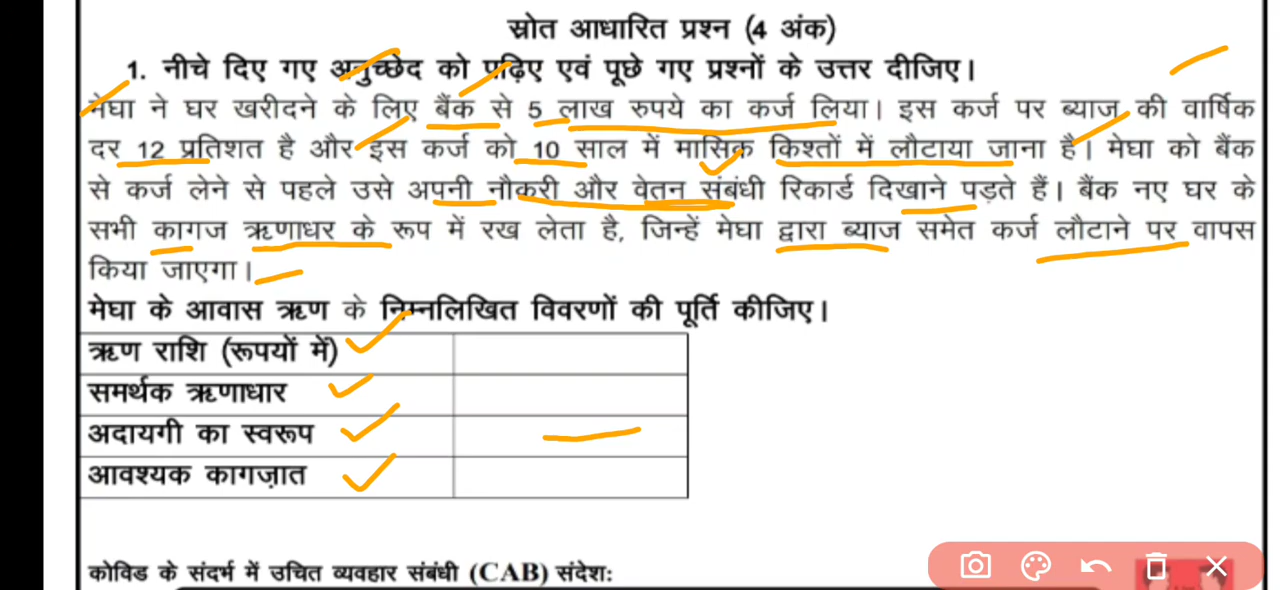 स्रोत आधारित प्रश्न (4 अंक)
1. नीचे दिए गए अनुच्छेद को पढ़िए एवं पूछे गए प्रश्नों के उत्तर दीजिए।
मेघा ने घर खरीदने के लिए बैंक से 5 लाख रुपये का कर्ज लिया। इस कर्ज पर ब्याज की वार्षिक
दर 12 प्रतिशत है और इस कर्ज को 10 साल में मासिक किश्तों में लौटाया जाना है। मेघा को बैंक
से कर्ज लेने से पहले उसे अपनी नौकरी और वेतन संबंधी रिकार्ड दिखाने पड़ते हैं। बैंक नए घर के
सभी कागज ऋणाधर के रूप में रख लेता है, जिन्हें मेघा द्वारा ब्याज समेत कर्ज लौटाने पर वापस
किया जाएगा।
मेघा के आवास ऋण के निम्नलिखित विवरणों की पूर्ति कीजिए।
ऋण राशि (रूपयों में)
समर्थक ऋणाधार
अदायगी का स्वरूप
आवश्यक कागज़ात
कोविड के संदर्भ में उचित व्यवहार संबंधी (CAB) संदेश: